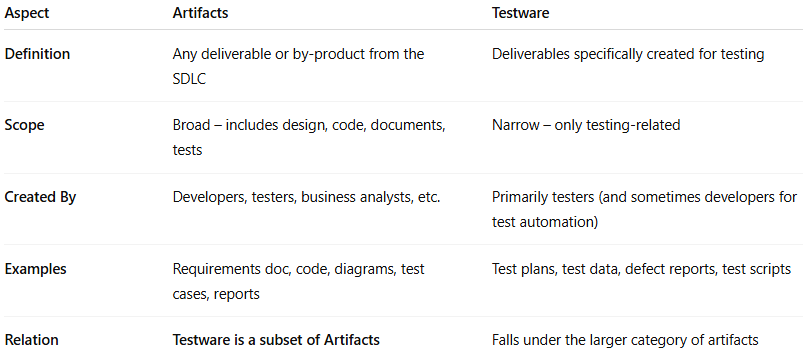 Aspect Artifacts Testware
Definition Any deliverable or by-product from the Deliverables specifically created for testing
SDLC
Scope Broad – includes design, code, documents, Narrow – only testing-related
tests
Created By Developers, testers, business analysts, etc. Primarily testers (and sometimes developers for
test automation)
Examples Requirements doc, code, diagrams, test Test plans, test data, defect reports, test scripts
cases, reports
Relation Testware is a subset of Artifacts Falls under the larger category of artifacts